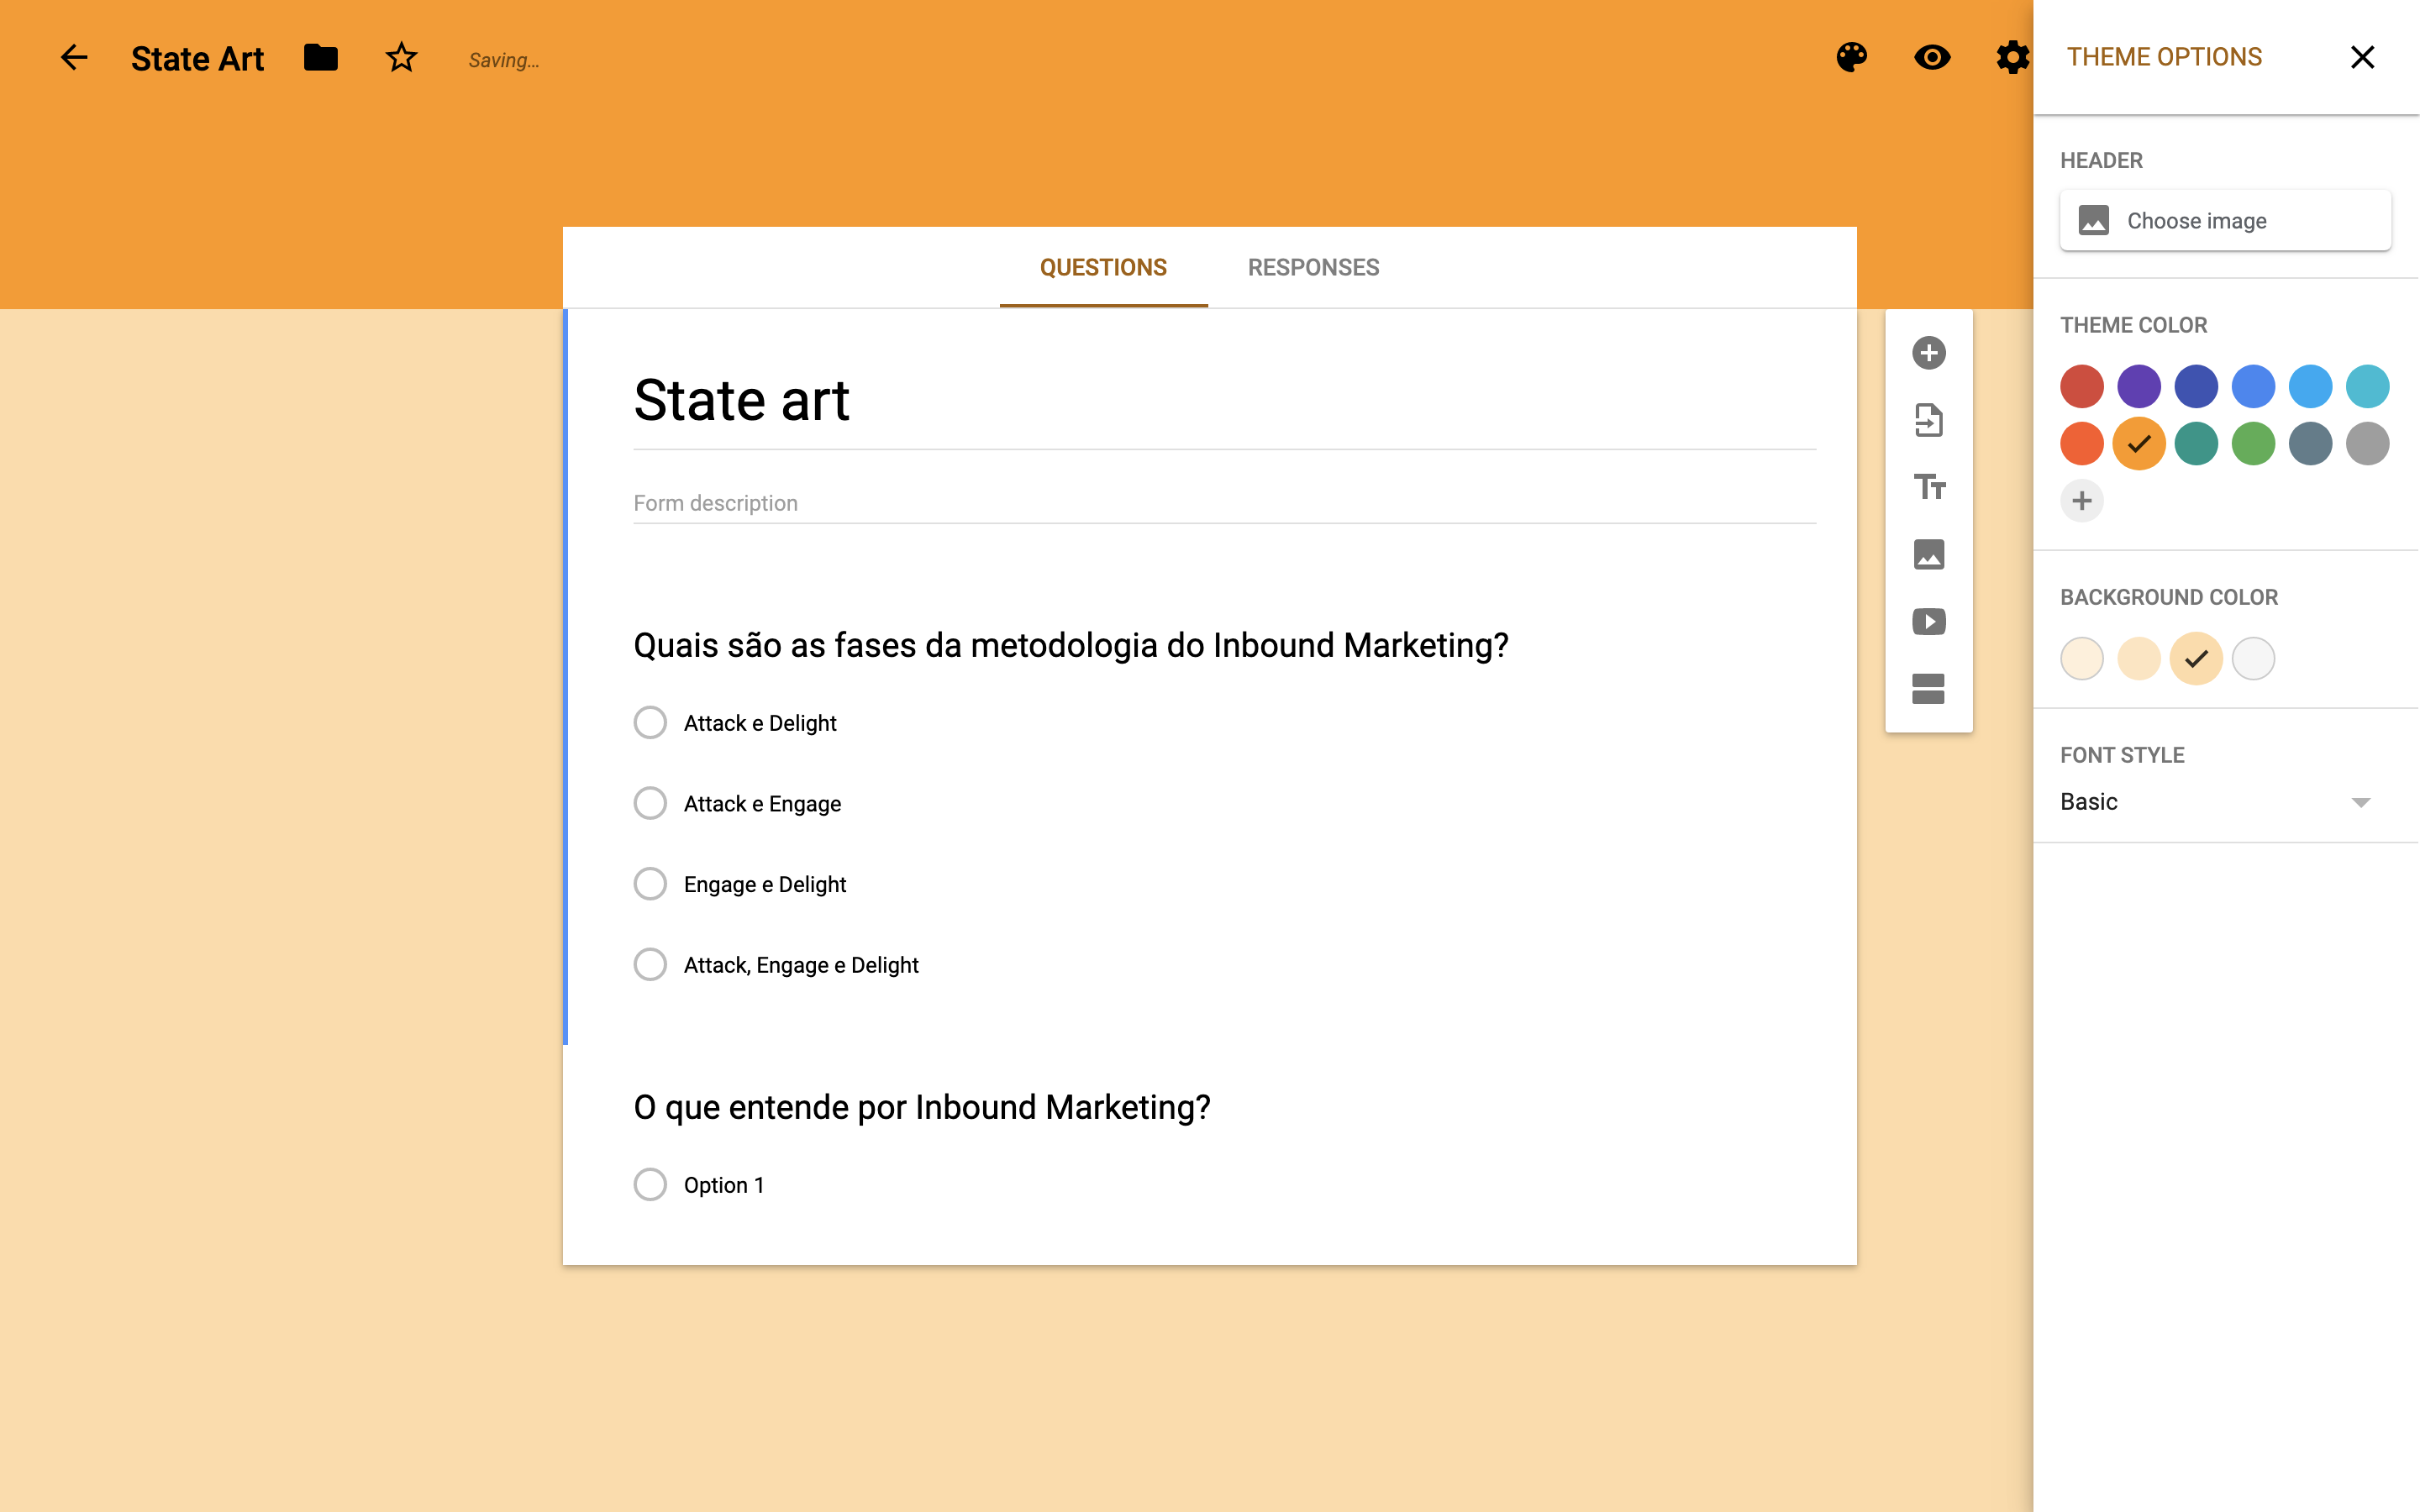 State Art
Saving...
THEME OPTIONS
HEADER
Choose image
QUESTIONS
RESPONSES
THEME COLOR
State art
Form description
BACKGROUND COLOR
Quais são as fases da metodologia do Inbound Marketing?
Attack e Delight
FONT STYLE
Basic
Attack e Engage
Engage e Delight
Attack, Engage e Delight
O que entende por Inbound Marketing?
Option 1